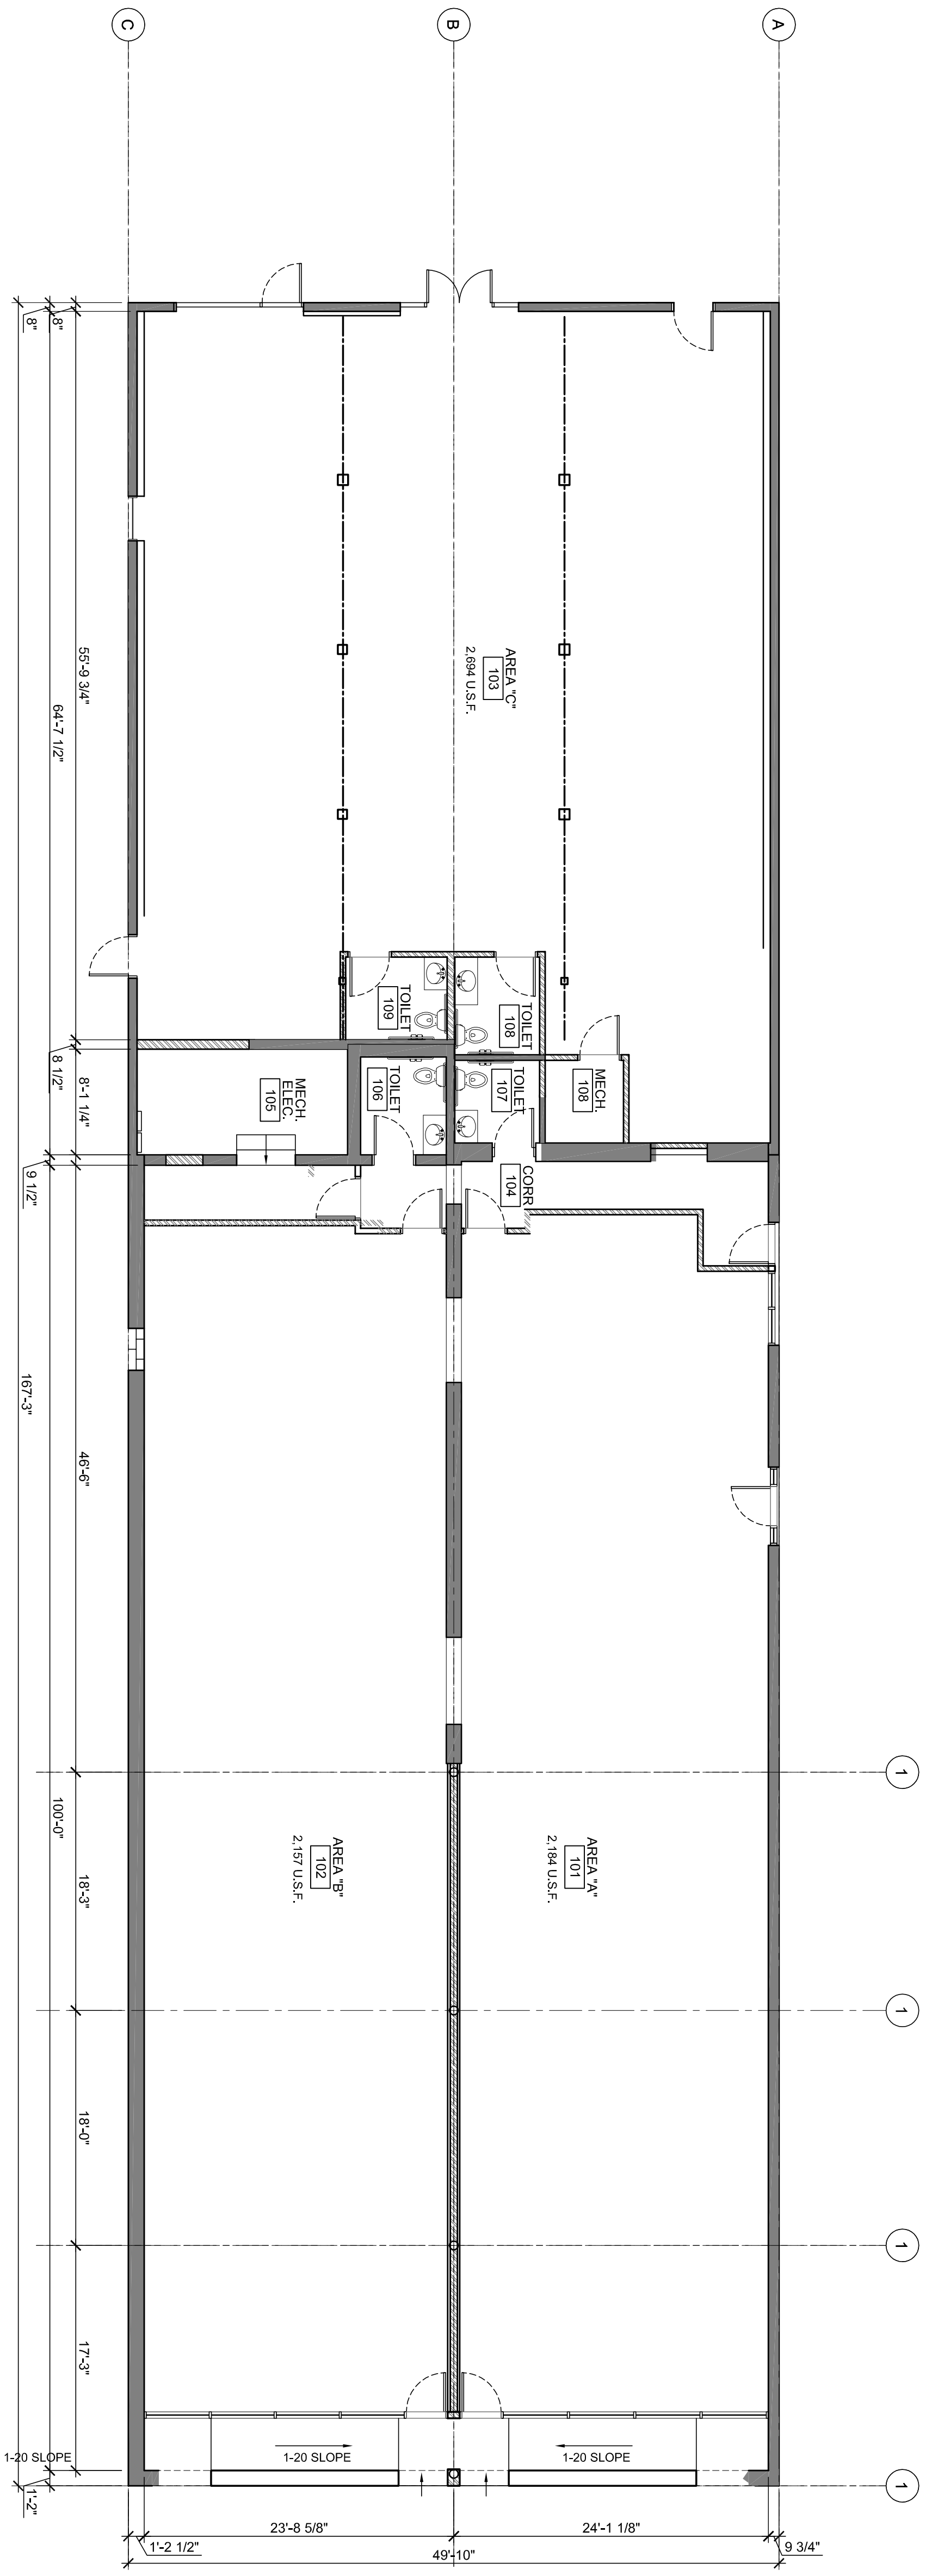 C
B
A
8"
8"
55'-9 3/4"
64'-7 1/2"
AREA "C"
103
2,694 U.S.F.
TOILET
109
TOILET
108
MECH.
108
MECH.
ELEC.
105
TOILET
106
TOILET
107
CORR
104
8 1/2"
8'-1 1/4"
9 1/2"
167'-3"
46'-6"
1
AREA "B"
102
2,157 U.S.F.
AREA "A"
101
2,184 U.S.F.
100'-0"
18'-3"
1
18'-0"
1
17'-3"
1-20 SLOPE
1-20 SLOPE
1-20 SLOPE
1
1'-2"
23'-8 5/8"
24'-1 1/8"
1'-2 1/2"
49'-10"
9 3/4"